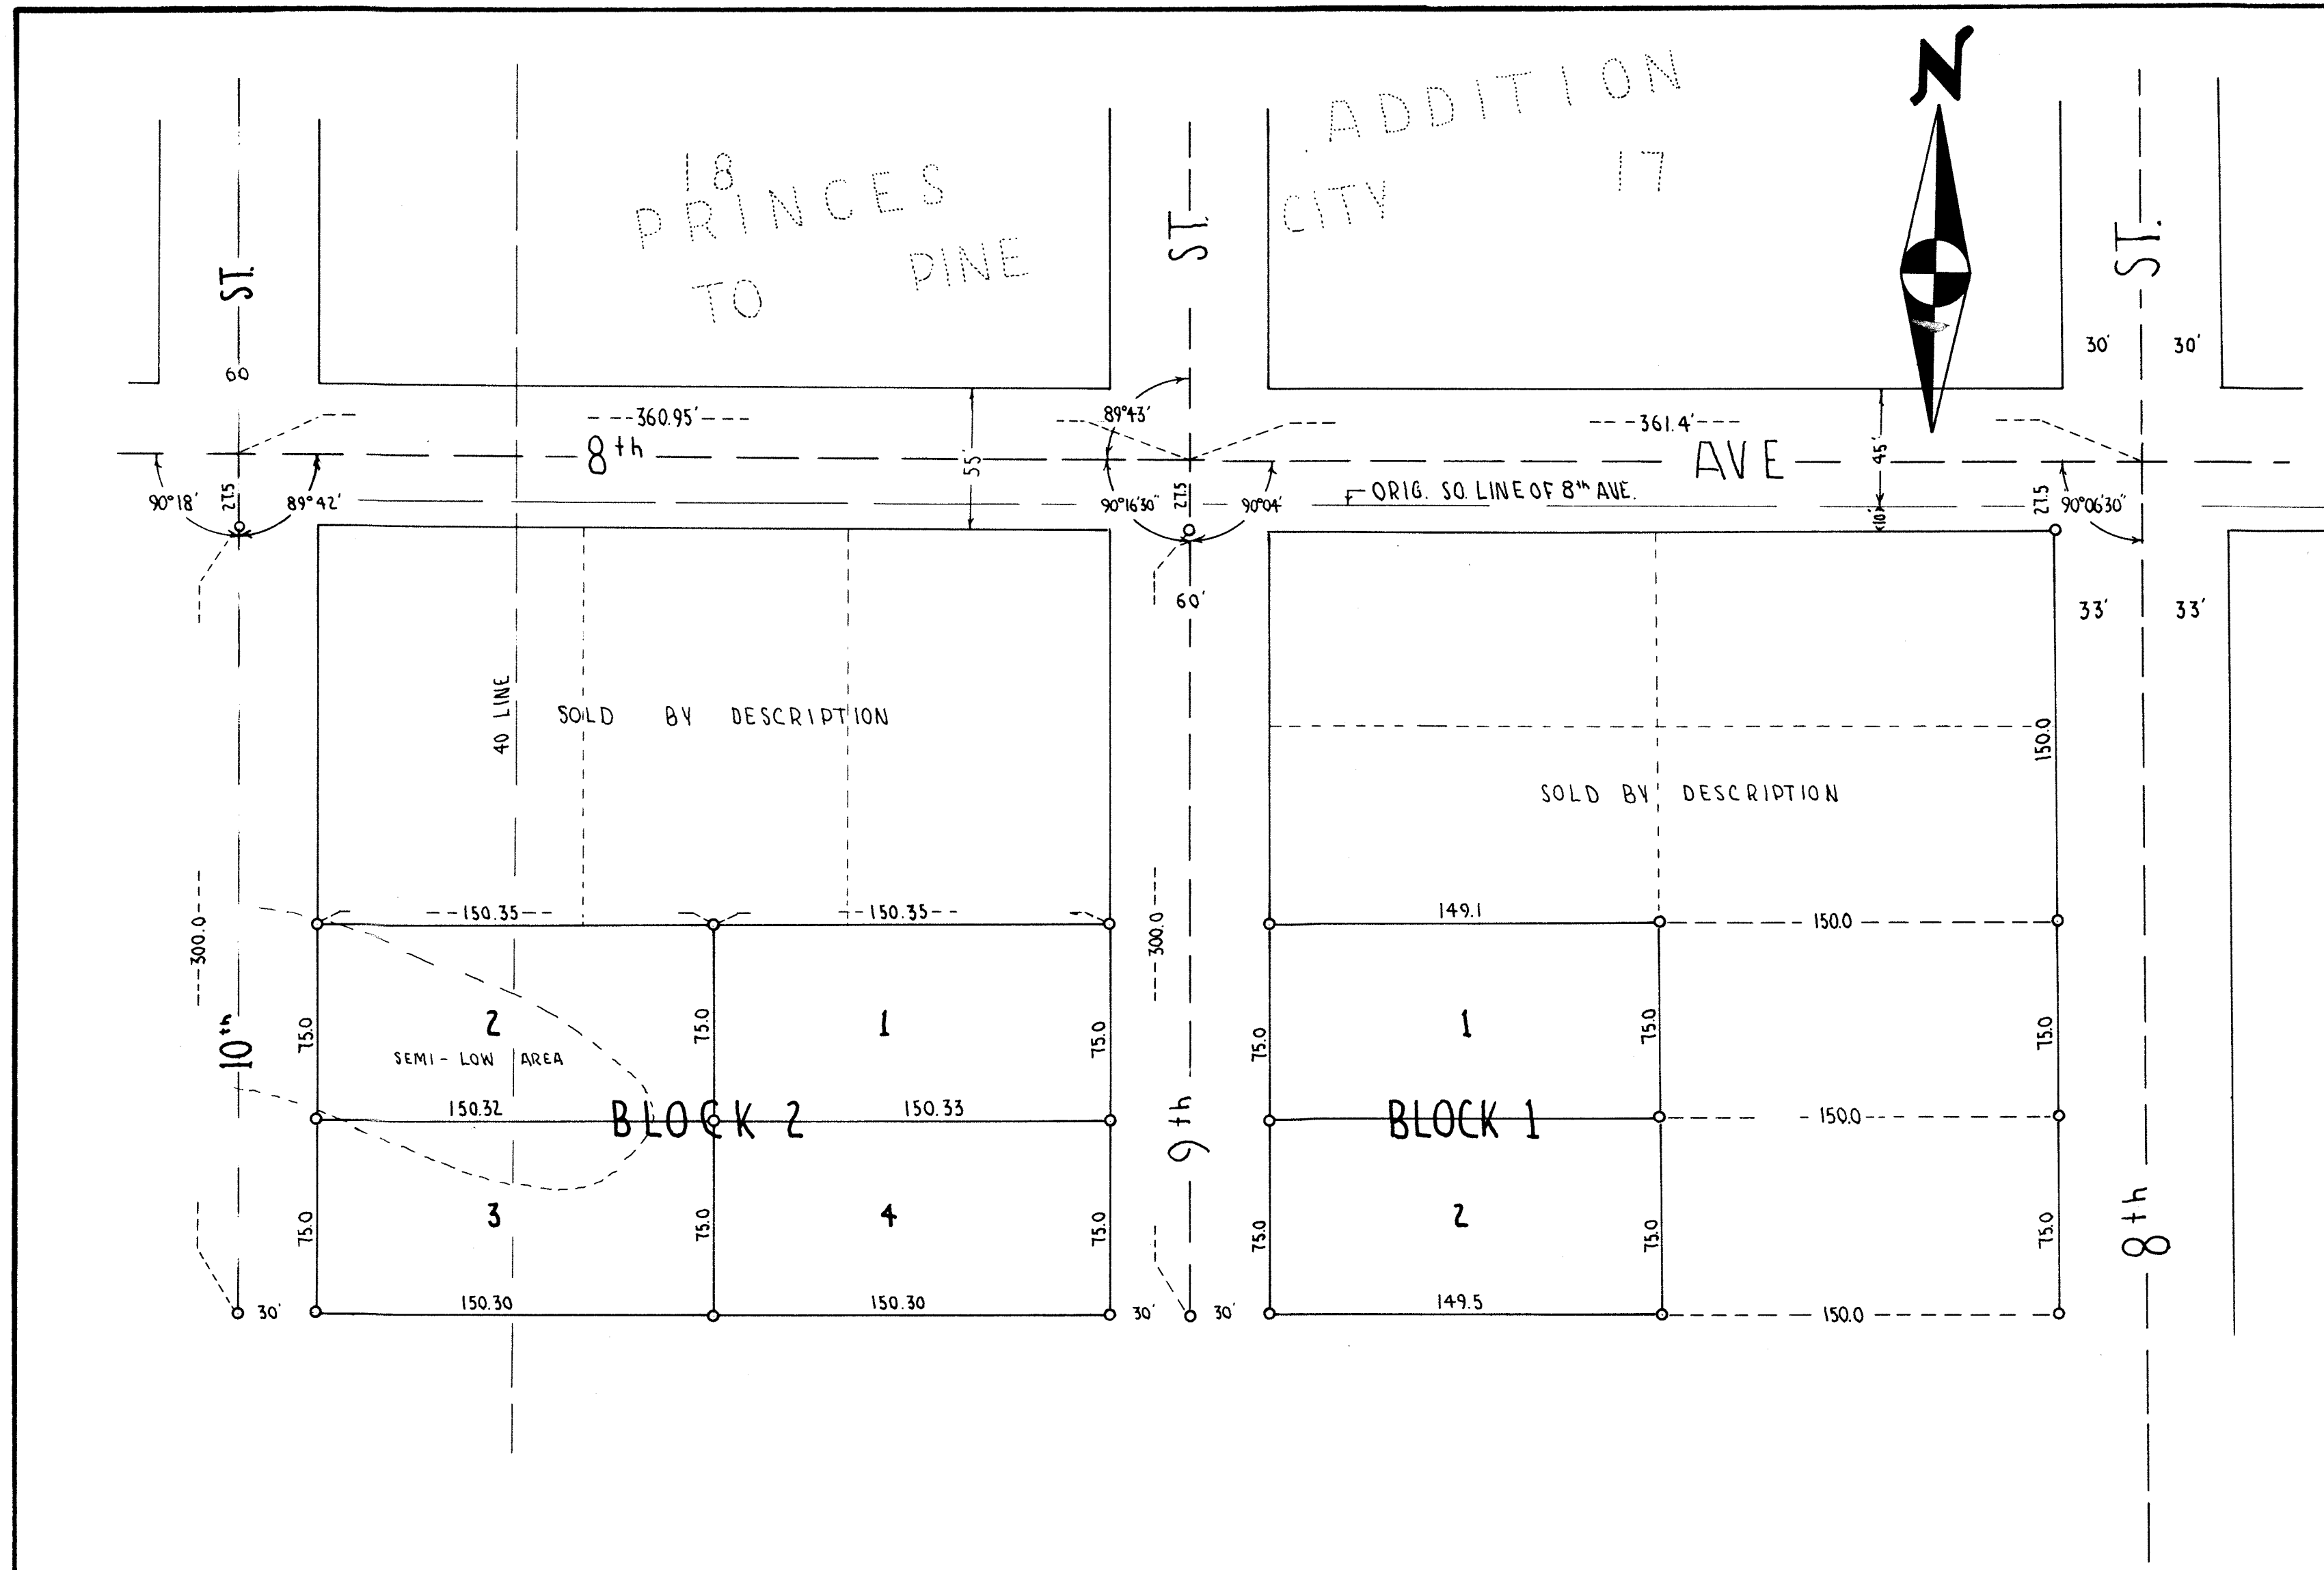 N
ADDITION
18
17
PRINCES
CITY
PINE
TO
ST.
ST.
ST.
30'
30'
60
89°43'
---360.95'---
---361.4'---
8th
55'
AVE
45'
90°18'
27.5
89°42'
90°16'30"
27.5
90°04'
ORIG. SO. LINE OF 8th AVE.
(10')
27.5
90°06'30"
60'
33'
33'
40 LINE
SOLD BY DESCRIPTION
150.0
SOLD BY DESCRIPTION
150.35
150.35
149.1
150.0
300.0
300.0
10th
75.0
2
75.0
1
75.0
75.0
1
75.0
75.0
SEMI-LOW AREA
150.32
BLOCK 2
150.33
9th
BLOCK 1
150.0
75.0
3
75.0
4
75.0
75.0
2
75.0
75.0
8th
30'
150.30
150.30
30'
30'
149.5
150.0